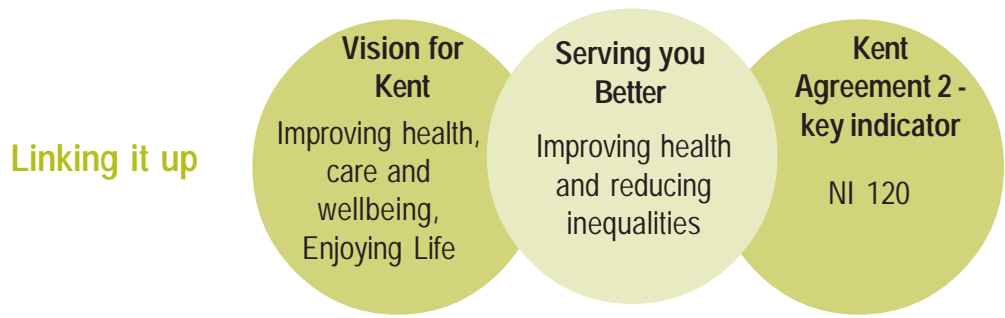 Linking it up
Vision for
Kent
Improving health,
care and
wellbeing,
Enjoying Life
Serving you
Better
Improving health
and reducing
inequalities
Kent
Agreement 2 -
key indicator
NI 120